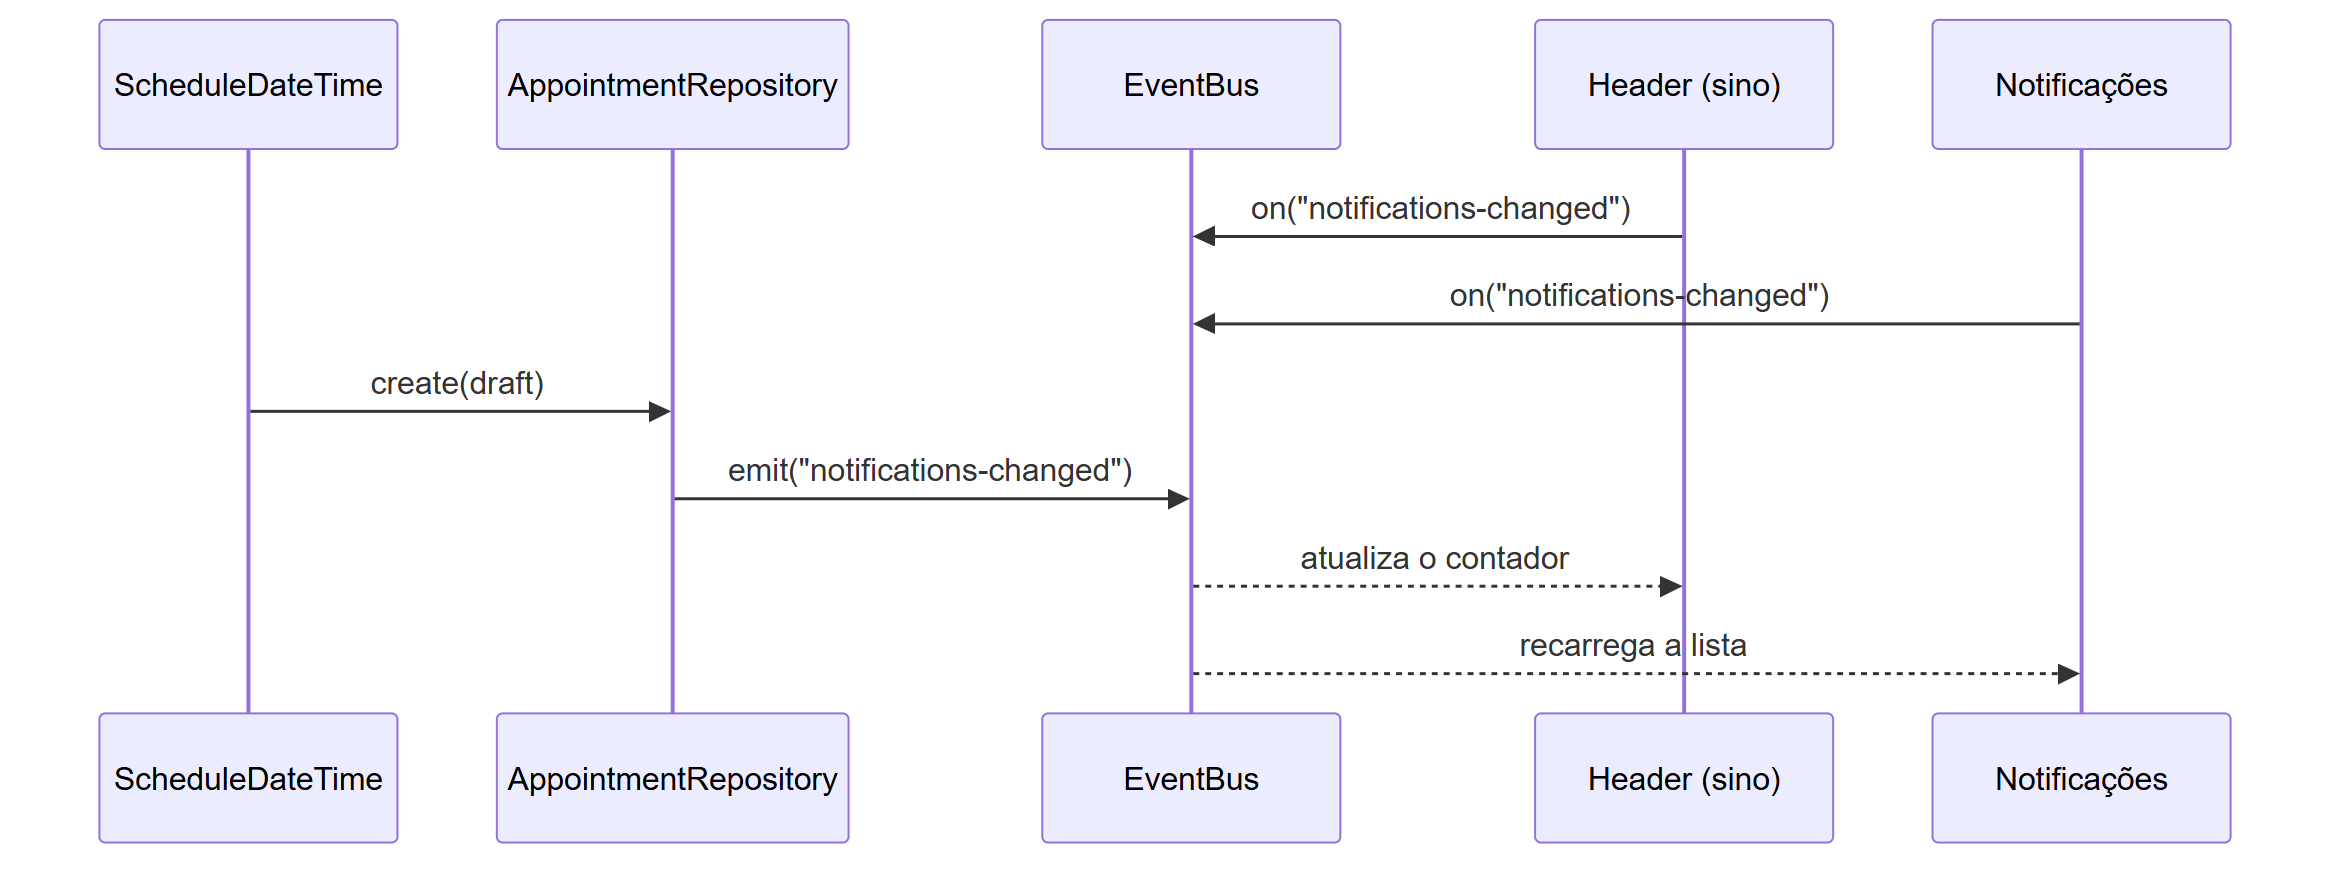 ScheduleDateTime
AppointmentRepository
EventBus
Header (sino)
Notificações
on("notifications-changed")
on("notifications-changed")
create(draft)
emit("notifications-changed")
atualiza o contador
recarrega a lista
ScheduleDateTime
AppointmentRepository
EventBus
Header (sino)
Notificações